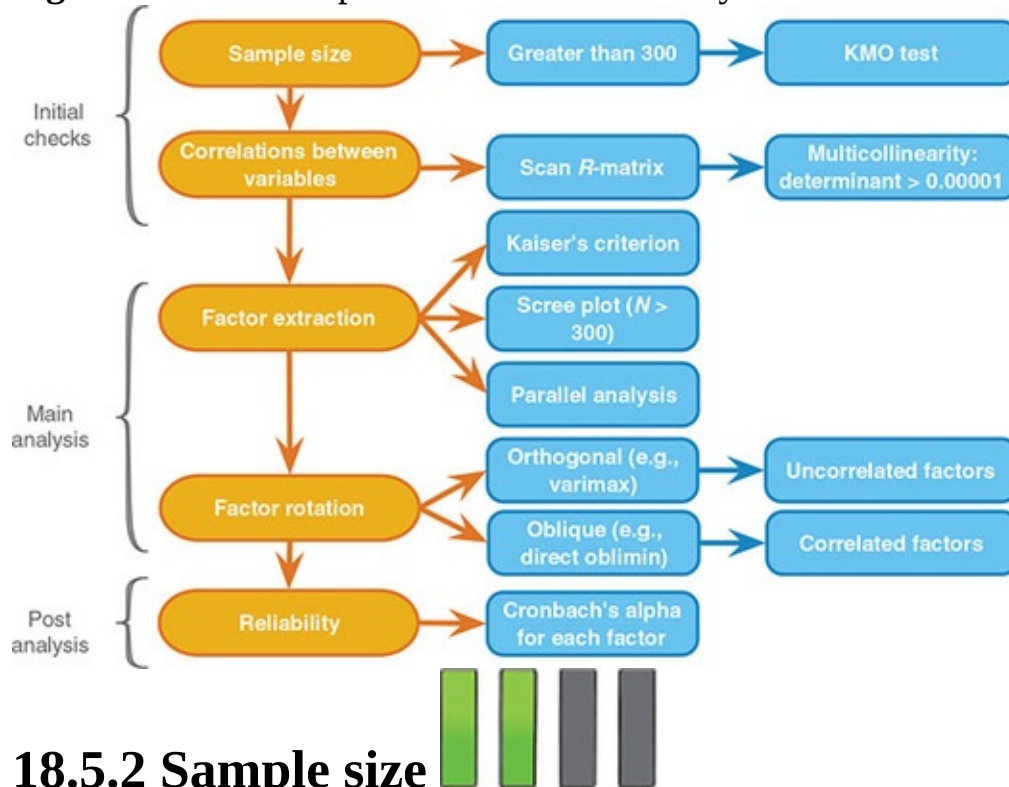 Sample size
Greater than 300
KMO test
Initial
checks
Correlations between
variables
Scan R-matrix
Multicollinearity:
determinant > 0.00001
Kaiser's criterion
Factor extraction
Scree plot (N >
300)
Parallel analysis
Main
analysis
Orthogonal (e.g.,
varimax)
Uncorrelated factors
Factor rotation
Oblique (e.g.,
direct oblimin)
Correlated factors
Post
analysis
Reliability
Cronbach's alpha
for each factor
18.5.2 Sample size